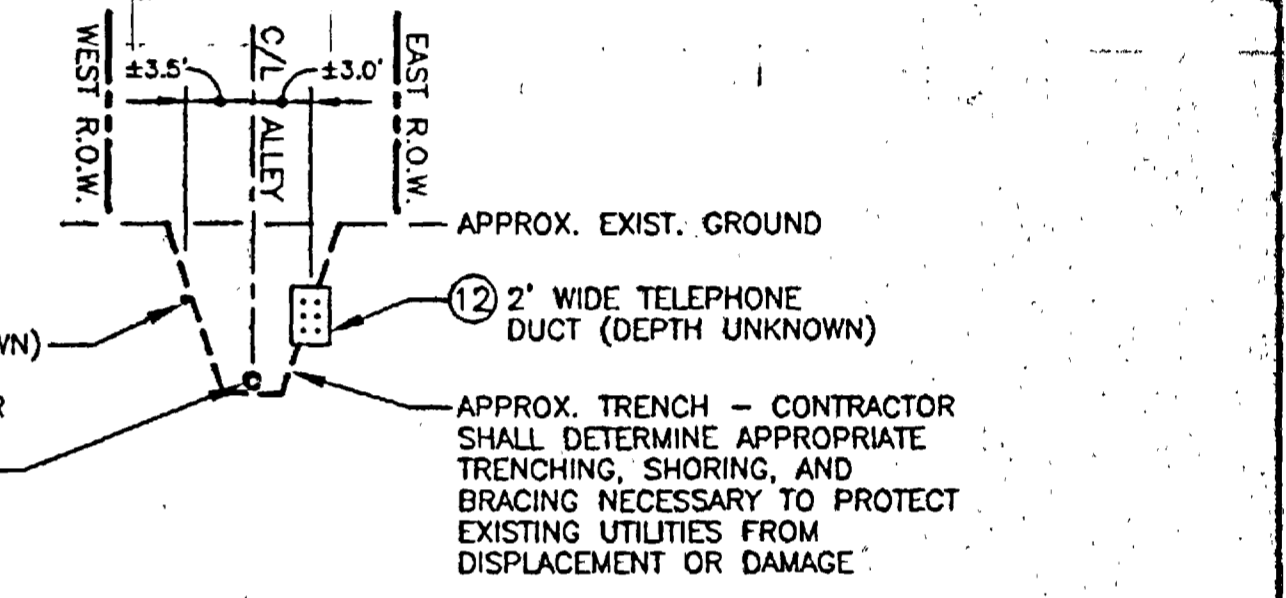 WEST R.O.W.
±3.5'
C/L ALLEY
±3.0'
EAST R.O.W.
APPROX. EXIST. GROUND
12 2' WIDE TELEPHONE
DUCT (DEPTH UNKNOWN)
WN)
R
APPROX. TRENCH – CONTRACTOR
SHALL DETERMINE APPROPRIATE
TRENCHING, SHORING, AND
BRACING NECESSARY TO PROTECT
EXISTING UTILITIES FROM
DISPLACEMENT OR DAMAGE